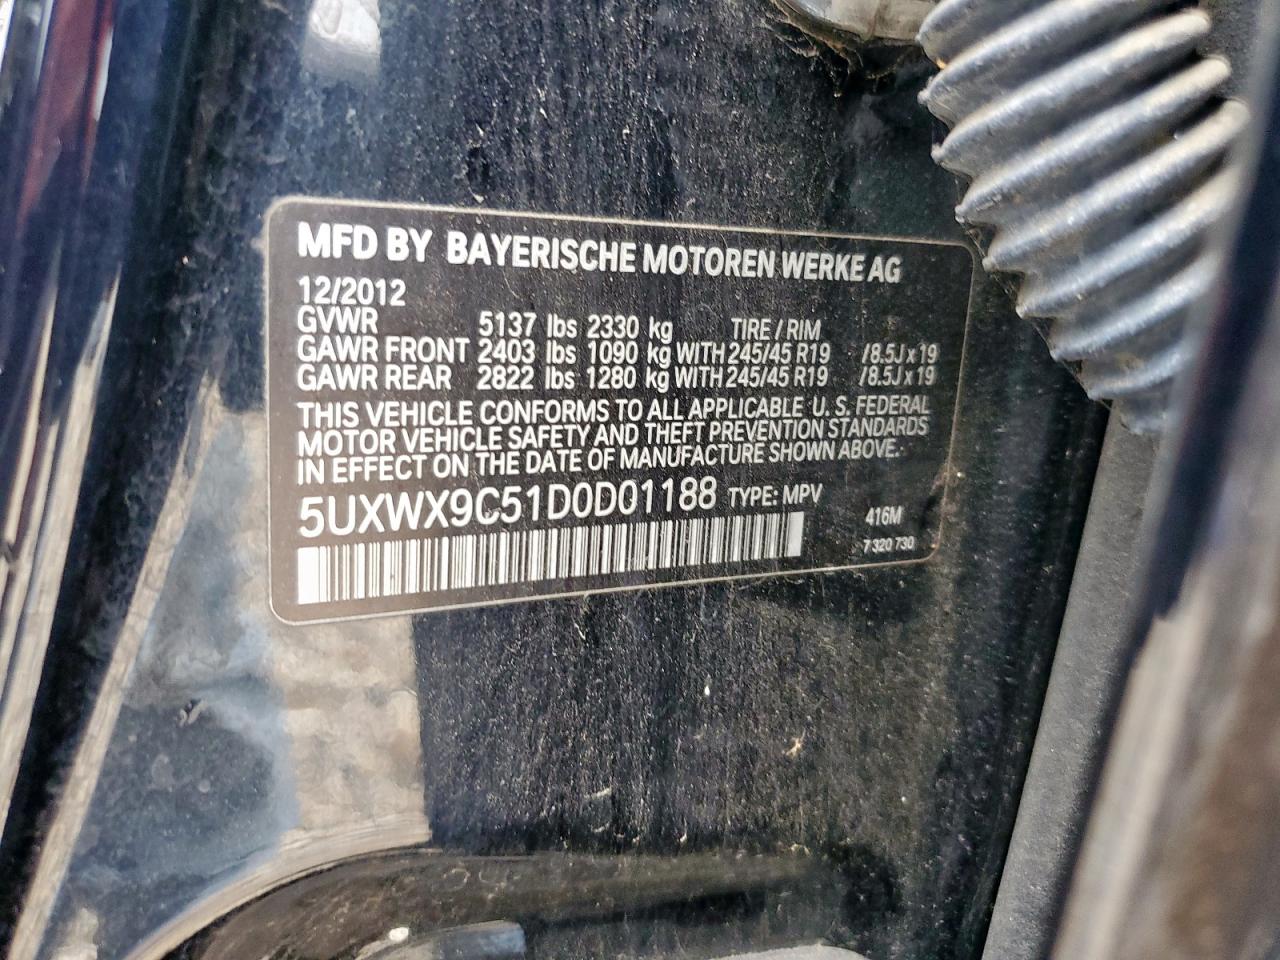 MFD BY BAYERISCHE MOTOREN WERKE AG
12/2012
GVWR 5137 lbs 2330 kg TIRE / RIM
GAWR FRONT 2403 lbs 1090 kg WITH 245/45 R19 /8.5J x 19
GAWR REAR 2822 lbs 1280 kg WITH 245/45 R19 /8.5J x 19
THIS VEHICLE CONFORMS TO ALL APPLICABLE U. S. FEDERAL
MOTOR VEHICLE SAFETY AND THEFT PREVENTION STANDARDS
IN EFFECT ON THE DATE OF MANUFACTURE SHOWN ABOVE.
5UXWX9C51D0D01188 TYPE: MPV
416M
7 320 730